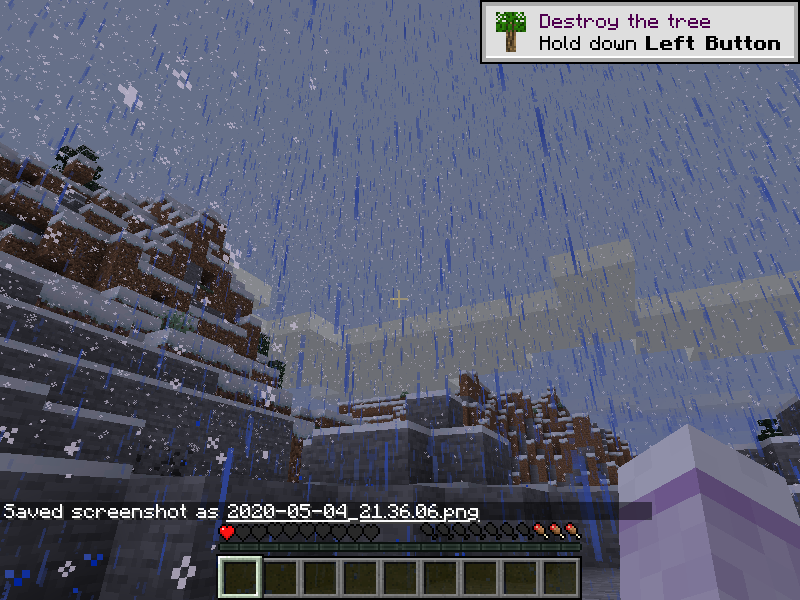 Destroy the tree
Hold down Left Button
Saved screenshot as 2020-05-04_21.36.06.png